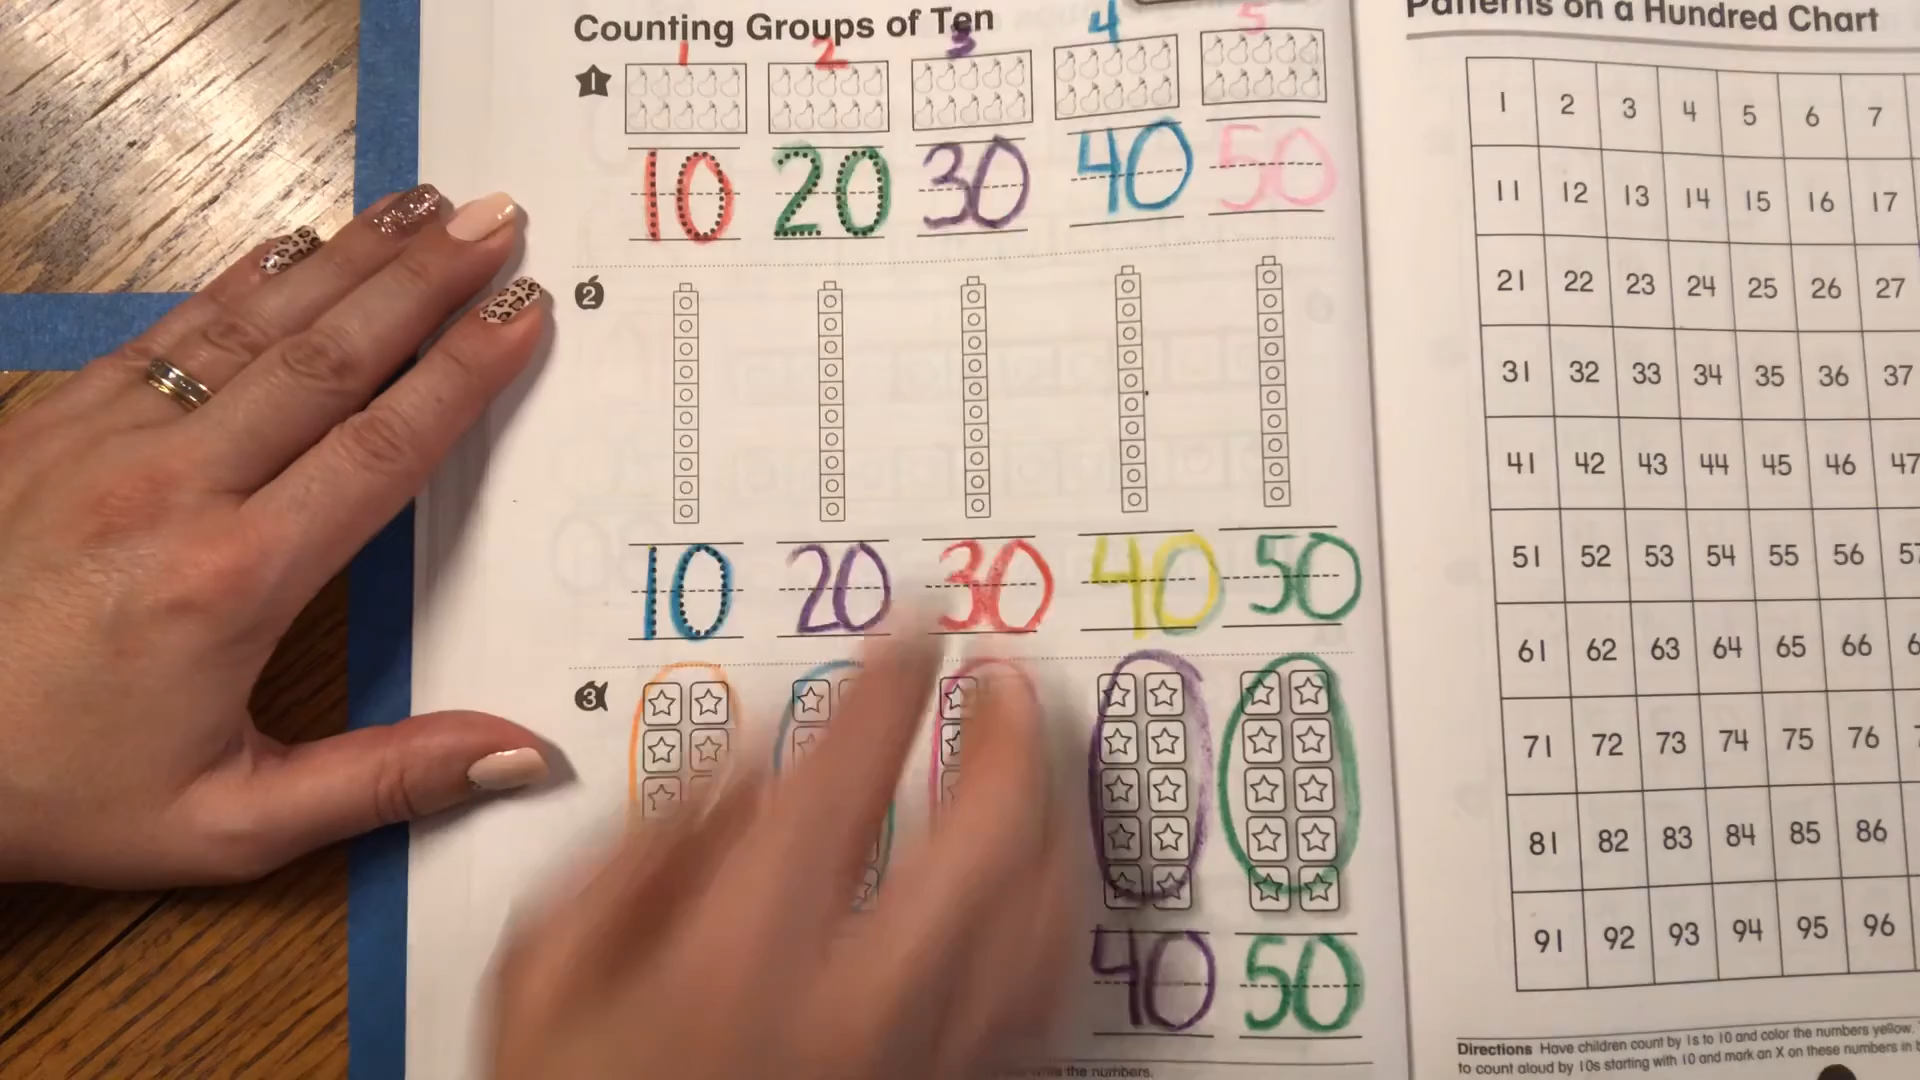 Counting Groups of Ten
1 2 3 4 5
1
10 20 30 40 50
2
10 20 30 40 50
3
40 50
the numbers.
Patterns on a Hundred Chart
1 2 3 4 5 6 7
11 12 13 14 15 16 17
21 22 23 24 25 26 27
31 32 33 34 35 36 37
41 42 43 44 45 46 47
51 52 53 54 55 56
61 62 63 64 65 66
71 72 73 74 75 76
81 82 83 84 85 86
91 92 93 94 95 96
Directions Have children count by 1s to 10 and color the numbers yellow.
to count aloud by 10s starting with 10 and mark an X on these numbers in